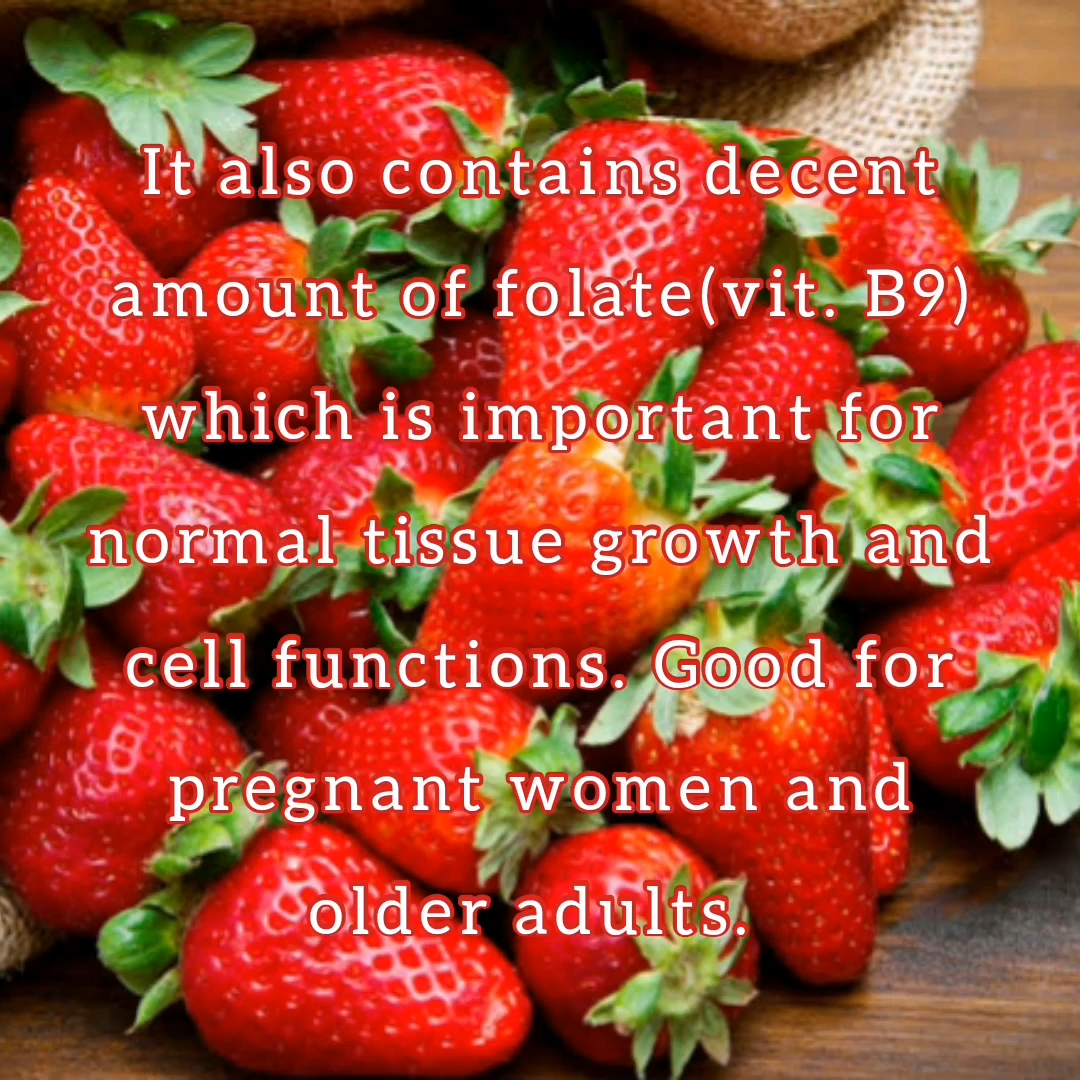 It also contains decent
amount of folate(vit. B9)
which is important for
normal tissue growth and
cell functions. Good for
pregnant women and
older adults.